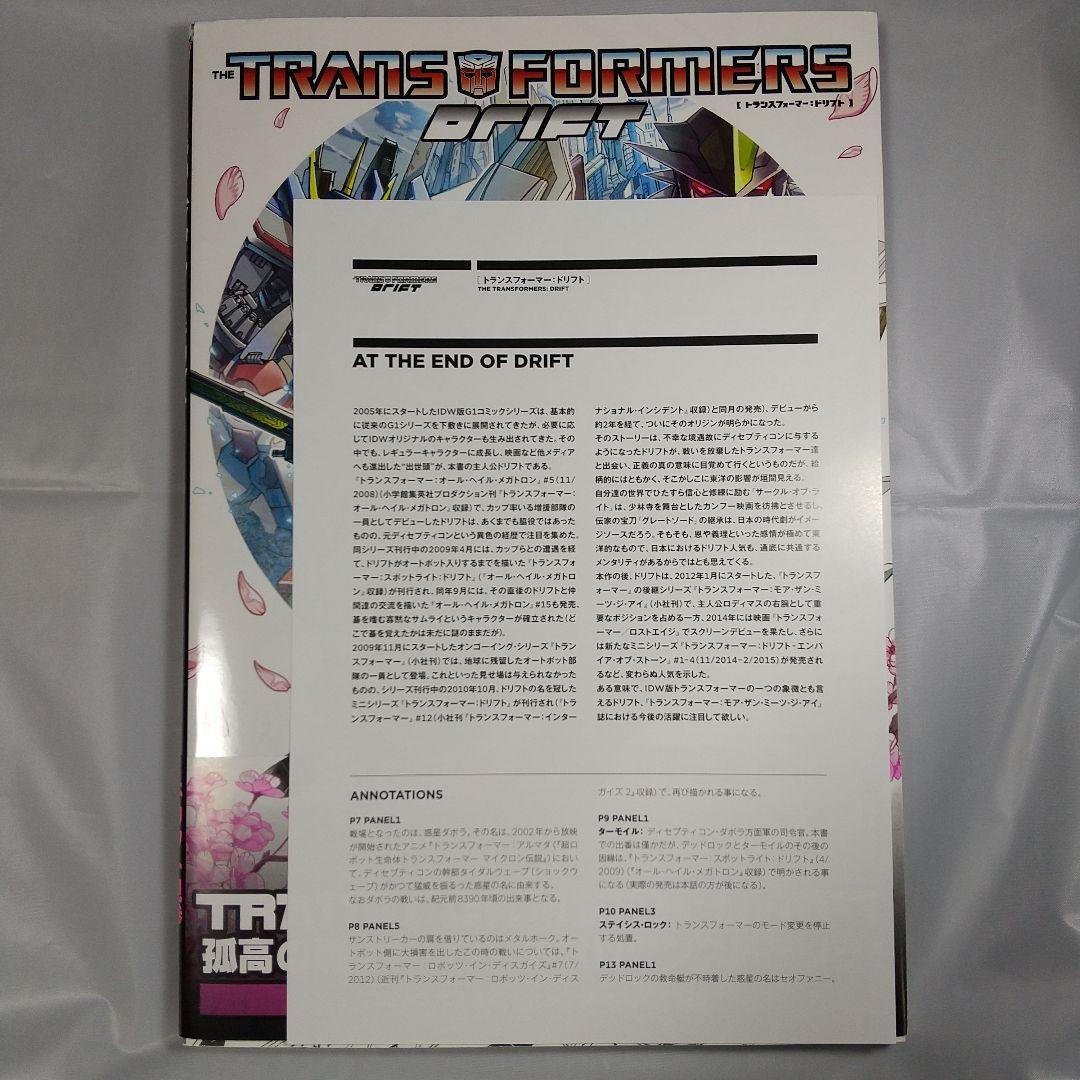 THE TRANSFORMERS
[ トランスフォーマー：ドリフト ]
DRIFT
TRANSFORMERS
DRIFT
[ トランスフォーマー：ドリフト ]
THE TRANSFORMERS: DRIFT
AT THE END OF DRIFT
2005年にスタートしたIDW版G1コミックシリーズは、基本的
に従来のG1シリーズを下敷きに展開されてきたが、必要に応
じてIDWオリジナルのキャラクターも生み出されてきた。その
中でも、レギュラーキャラクターに成長し、映画など他メディア
へも進出した“出世頭”が、本書の主人公ドリフトである。
『トランスフォーマー：オール・ヘイル・メガトロン』#5（11/
2008）（小学館集英社プロダクション刊『トランスフォーマー：
オール・ヘイル・メガトロン』収録）で、カップ率いる増援部隊の
一員としてデビューしたドリフトは、あくまでも脇役ではあった
ものの、元ディセプティコンという異色の経歴で注目を集めた。
同シリーズ刊行中の2009年4月には、カップらとの遭遇を経
て、ドリフトがオートボット入りするまでを描いた『トランスフォ
ーマー：スポットライト：ドリフト』（『オール・ヘイル・メガトロ
ン』収録）が刊行され、同年9月には、その直後のドリフトと仲
間達の交流を描いた『オール・ヘイル・メガトロン』#15も発売、
碁を嗜む寡黙なサムライというキャラクターが確立された（ど
こで碁を覚えたかは未だに謎のままだが）。
2009年11月にスタートしたオンゴーイング・シリーズ『トラン
スフォーマー』（小社刊）では、地球に残留したオートボット部
隊の一員として登場。これといった見せ場は与えられなかった
ものの、シリーズ刊行中の2010年10月、ドリフトの名を冠した
ミニシリーズ『トランスフォーマー：ドリフト』が刊行され（『トラ
ンスフォーマー』#12（小社刊『トランスフォーマー：インター
ナショナル・インシデント』収録）と同月の発売）、デビューから
約2年を経て、ついにそのオリジンが明らかになった。
そのストーリーは、不幸な境遇故にディセプティコンに与する
ようになったドリフトが、戦いを放棄したトランスフォーマー達
と出会い、正義の真の意味に目覚めて行くというものだが、絵
柄的にはともかく、そこかしこに東洋の影響が垣間見える。
自分達の世界でひたすら信心と修練に励む「サークル・オブ・ラ
イト」は、少林寺を舞台としたカンフー映画を彷彿とさせるし、
伝家の宝刀「グレートソード」の継承は、日本の時代劇がイメー
ジソースだろう。そもそも、恩や義理といった感情が極めて東
洋的なもので、日本におけるドリフト人気も、通底に共通する
メンタリティがあるからではとも思えてくる。
本作の後、ドリフトは、2012年1月にスタートした、『トランスフ
ォーマー』の後継シリーズ『トランスフォーマー：モア・ザン・ミ
ーツ・ジ・アイ』（小社刊）で、主人公ロディマスの右腕として重
要なポジションを占める一方、2014年には映画『トランスフォ
ーマー／ロストエイジ』でスクリーンデビューを果たし、さらに
は新たなミニシリーズ『トランスフォーマー：ドリフト－エンパ
イア・オブ・ストーン』#1-4（11/2014-2/2015）が発売され
るなど、変わらぬ人気を示した。
ある意味で、IDW版トランスフォーマーの一つの象徴とも言
えるドリフト、『トランスフォーマー：モア・ザン・ミーツ・ジ・アイ』
誌における今後の活躍に注目して欲しい。
ANNOTATIONS
P7 PANEL1
戦場となったのは、惑星ダボラ。その名は、2002年から放映
が開始されたアニメ『トランスフォーマー：アルマダ（『超ロ
ボット生命体トランスフォーマー マイクロン伝説』）におい
て、ディセプティコンの幹部タイダルウェーブ（ショックウ
ェーブ）がかつて猛威を振るった惑星の名に由来する。
なおダボラの戦いは、紀元前8390年頃の出来事となる。
P8 PANEL5
サンストリーカーの肩を借りているのはメタルホーク。オー
トボット側に大損害を出したこの時の戦いについては、『ト
ランスフォーマー：ロボッツ・イン・ディスガイズ』#7（7/
2012）（近刊『トランスフォーマー：ロボッツ・イン・ディス
ガイズ 2』収録）で、再び描かれる事になる。
P9 PANEL1
ターモイル： ディセプティコン・ダボラ方面軍の司令官。本書
での出番は僅かだが、デッドロックとターモイルのその後の
因縁は、『トランスフォーマー：スポットライト：ドリフト』（4/
2009）（『オール・ヘイル・メガトロン』収録）で明かされる事
になる（実際の発売は本話の方が後になる）。
P10 PANEL3
ステイシス・ロック： トランスフォーマーのモード変更を停止
する処置。
P13 PANEL1
デッドロックの救命艇が不時着した惑星の名はセオファニー。
孤高の